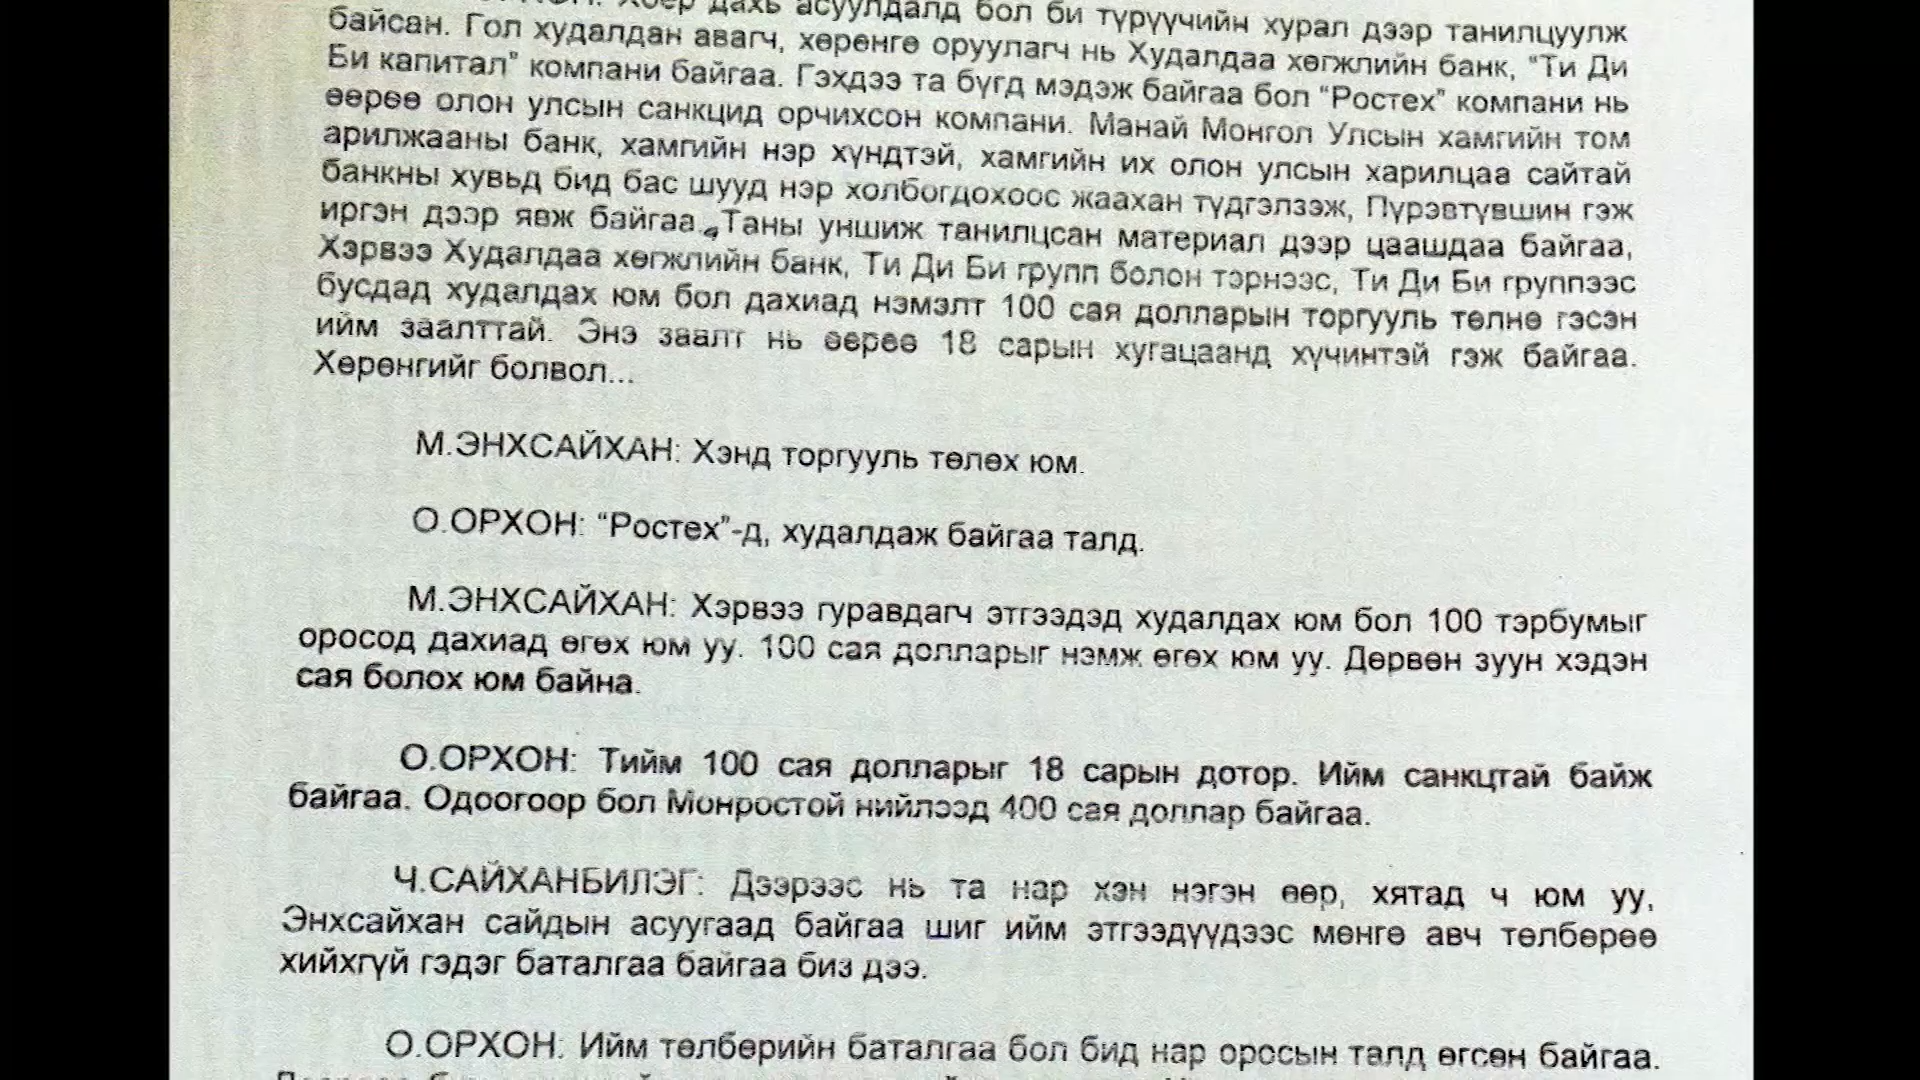 дахь асуулдалд бол би түрүүчийн хурал дээр танилцуулж
байсан. Гол худалдан авагч, хөрөнгө оруулагч нь Худалдаа хөгжлийн банк, “Ти Ди
Би капитал” компани байгаа. Гэхдээ та бүгд мэдэж байгаа бол “Ростех” компани нь
өөрөө олон улсын санкцид орчихсон компани. Манай Монгол Улсын хамгийн том
арилжааны банк, хамгийн нэр хүндтэй, хамгийн их олон улсын харилцаа сайтай
банкны хувьд бид бас шууд нэр холбогдохоос жаахан түдгэлзэж, Пүрэвтүвшин гэж
иргэн дээр явж байгаа. Таны уншиж танилцсан материал дээр цаашдаа байгаа,
Хэрвээ Худалдаа хөгжлийн банк, Ти Ди Би групп болон тэрнээс, Ти Ди Би группээс
бусдад худалдах юм бол дахиад нэмэлт 100 сая долларын торгууль төлнө гэсэн
ийм заалттай. Энэ заалт нь өөрөө 18 сарын хугацаанд хүчинтэй гэж байгаа.
Хөрөнгийг болвол...
М.ЭНХСАЙХАН: Хэнд торгууль төлөх юм.
О.ОРХОН: “Ростех”-д, худалдаж байгаа талд.
М.ЭНХСАЙХАН: Хэрвээ гуравдагч этгээдэд худалдах юм бол 100 тэрбумыг
оросод дахиад өгөх юм уу. 100 сая долларыг нэмж өгөх юм уу. Дөрвөн зуун хэдэн
сая болох юм байна.
О.ОРХОН: Тийм 100 сая долларыг 18 сарын дотор. Ийм санкцтай байж
байгаа. Одоогоор бол Монростой нийлээд 400 сая доллар байгаа.
Ч.САЙХАНБИЛЭГ: Дээрээс нь та нар хэн нэгэн өөр, хятад ч юм уу,
Энхсайхан сайдын асуугаад байгаа шиг ийм этгээдүүдээс мөнгө авч төлбөрөө
хийхгүй гэдэг баталгаа байгаа биз дээ.
О.ОРХОН: Ийм төлбөрийн баталгаа бол бид нар оросын талд өгсөн байгаа.